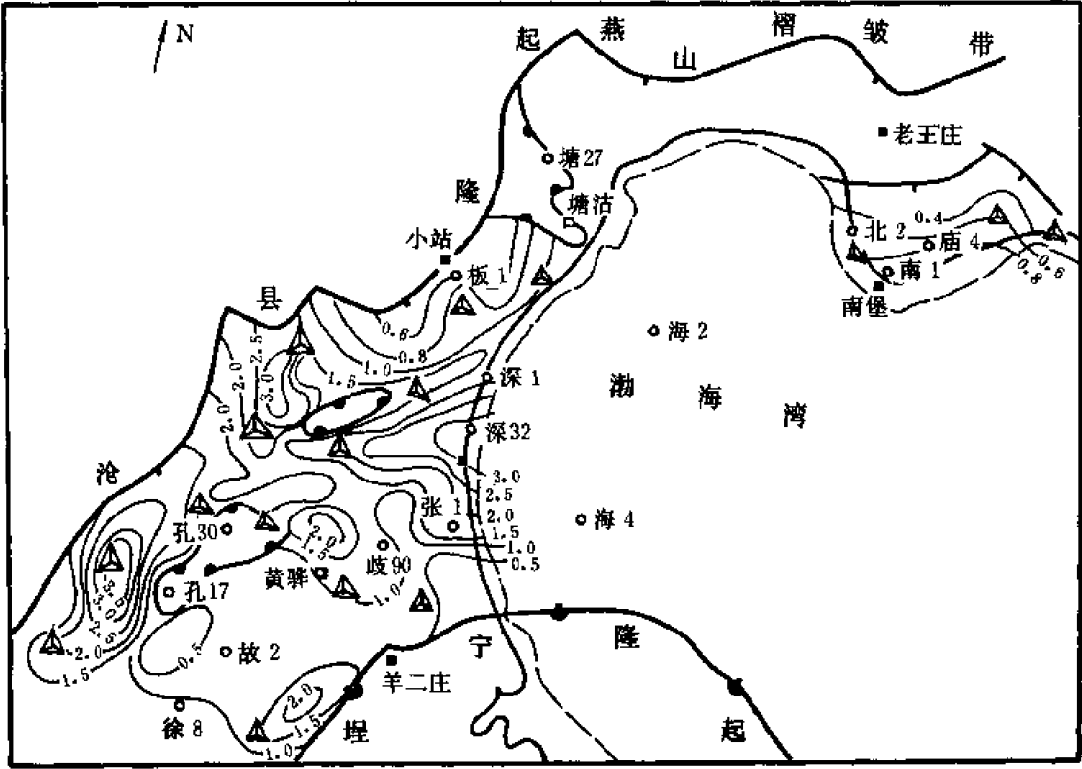 N
起 燕 山 褶 皱 带
老王庄
塘27
隆
塘沽
小站
北2
0.4
庙4
板1
南1
0.6
0.8
南堡
县
0.6
海2
2.5
0.8
1.0
1.5
2.0
3.0
深1
渤 海 湾
2.0
深32
沧
3.0
2.5
张1
2.0
海4
孔30
2.0
1.5
1.5
1.0
歧90
0.5
黄骅
孔17
1.0
3.0
2.0
1.5
0.5
故2
宁
隆
羊二庄
2.0
徐8
1.5
埕
起
1.0